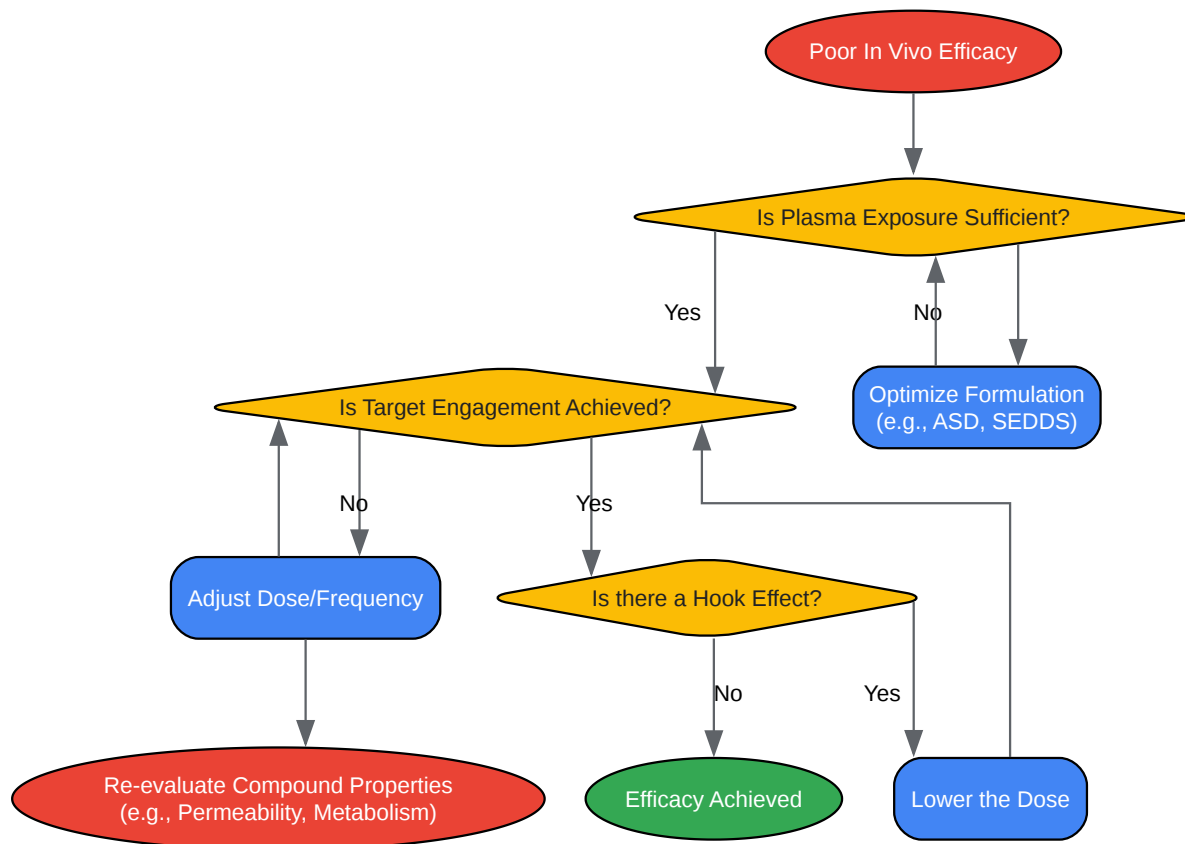 Poor In Vivo Efficacy
Is Plasma Exposure Sufficient?
Yes
No
Optimize Formulation
(e.g., ASD, SEDDS)
Is Target Engagement Achieved?
No
Yes
Adjust Dose/Frequency
Is there a Hook Effect?
No
Yes
Re-evaluate Compound Properties
(e.g., Permeability, Metabolism)
Efficacy Achieved
Lower the Dose